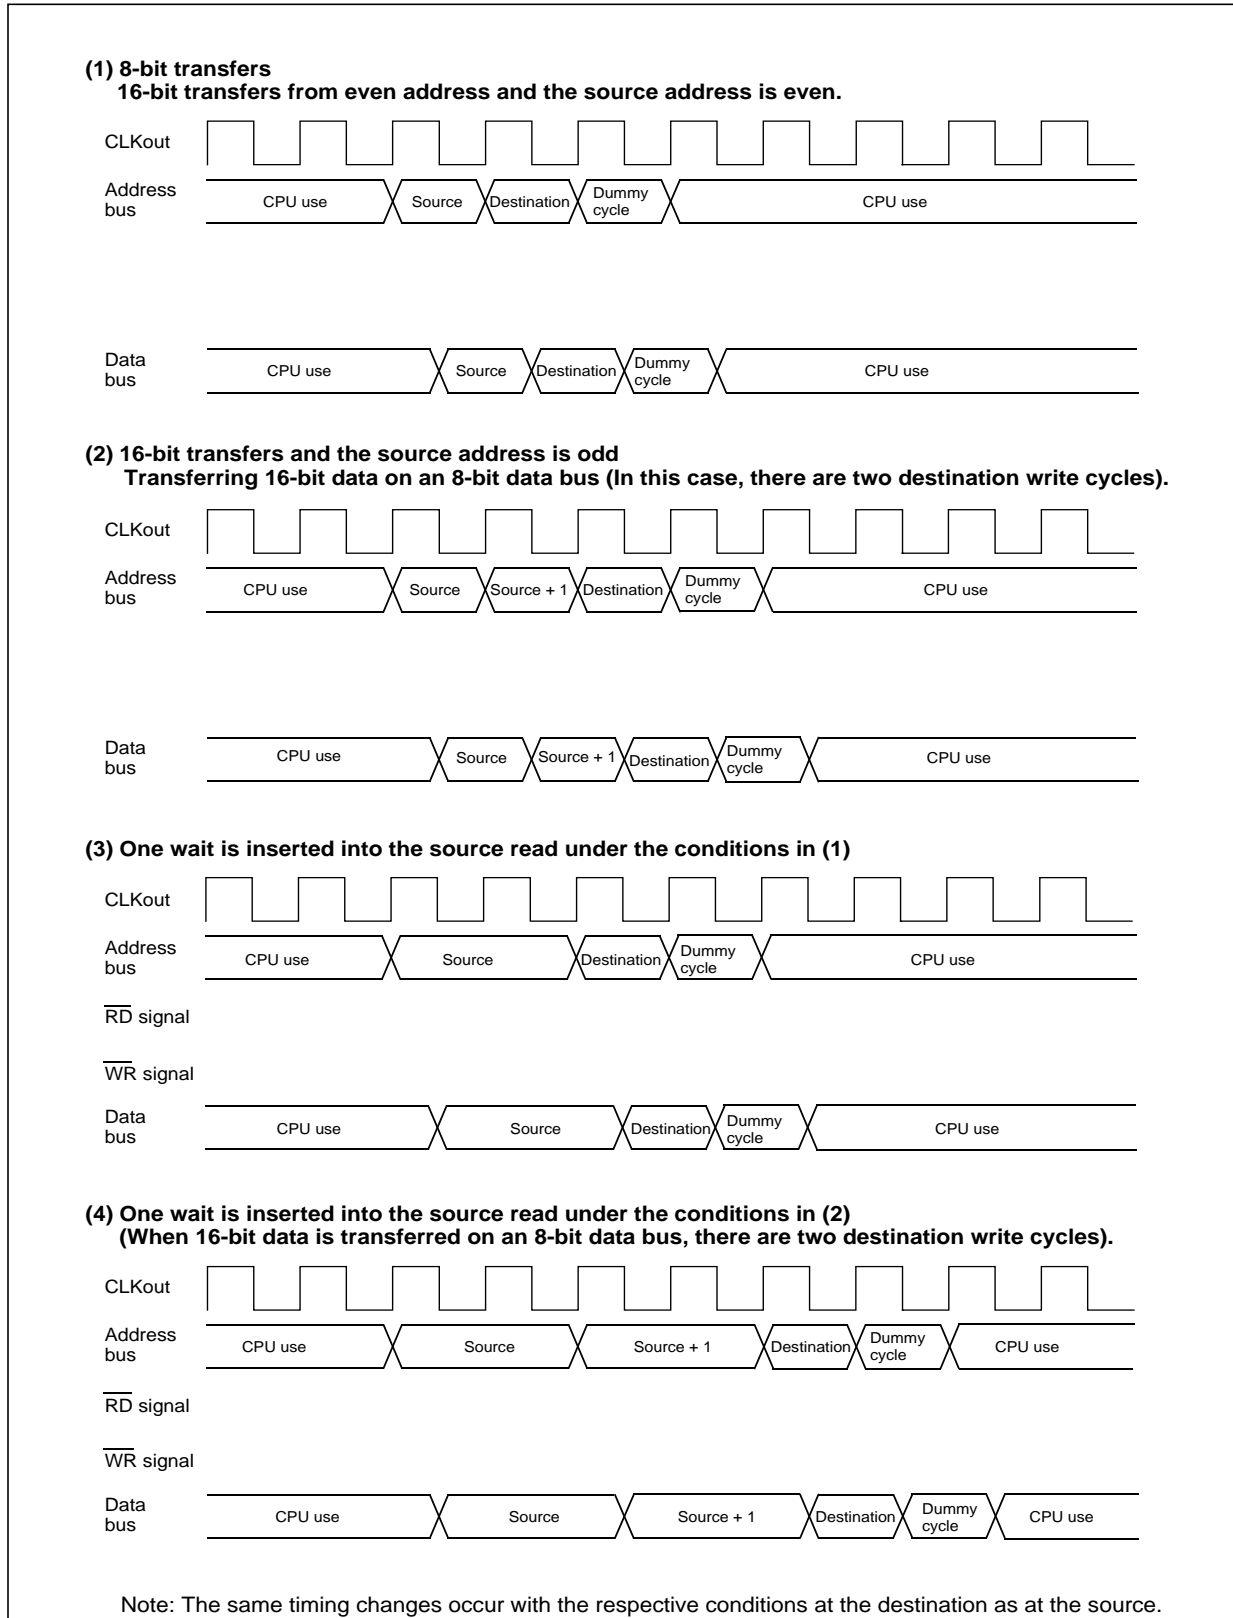 (1) 8-bit transfers
16-bit transfers from even address and the source address is even.
CLKout
Address
bus
CPU use
Source
Destination
Dummy
cycle
CPU use
Data
bus
CPU use
Source
Destination
Dummy
cycle
CPU use
(2) 16-bit transfers and the source address is odd
Transferring 16-bit data on an 8-bit data bus (In this case, there are two destination write cycles).
CLKout
Address
bus
CPU use
Source
Source + 1
Destination
Dummy
cycle
CPU use
Data
bus
CPU use
Source
Source + 1
Destination
Dummy
cycle
CPU use
(3) One wait is inserted into the source read under the conditions in (1)
CLKout
Address
bus
CPU use
Source
Destination
Dummy
cycle
CPU use
RD signal
WR signal
Data
bus
CPU use
Source
Destination
Dummy
cycle
CPU use
(4) One wait is inserted into the source read under the conditions in (2)
(When 16-bit data is transferred on an 8-bit data bus, there are two destination write cycles).
CLKout
Address
bus
CPU use
Source
Source + 1
Destination
Dummy
cycle
CPU use
RD signal
WR signal
Data
bus
CPU use
Source
Source + 1
Destination
Dummy
cycle
CPU use
Note: The same timing changes occur with the respective conditions at the destination as at the source.